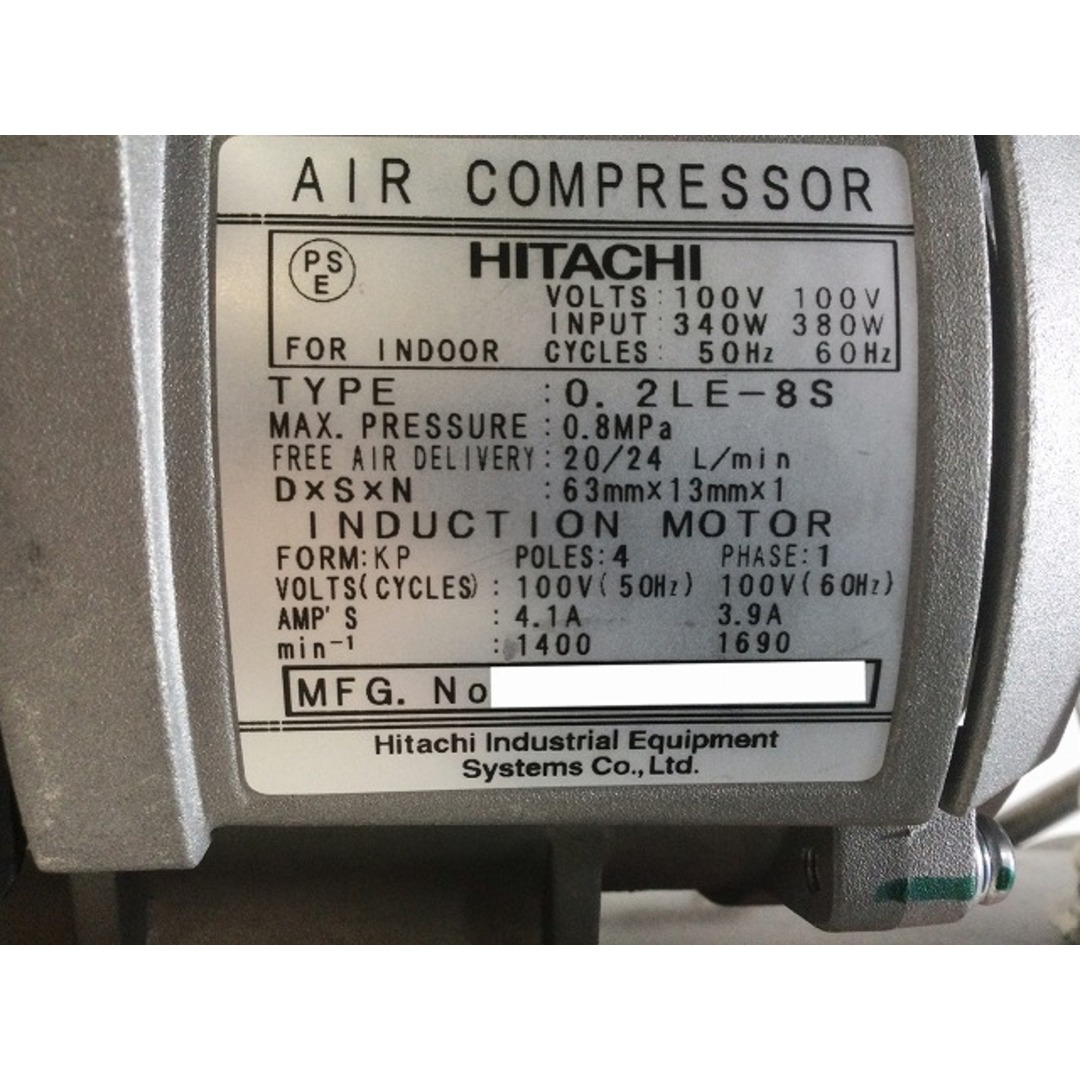 AIR COMPRESSOR
PSE
HITACHI
VOLTS: 100V 100V
INPUT: 340W 380W
FOR INDOOR CYCLES: 50Hz 60Hz
TYPE : 0. 2LE-8S
MAX. PRESSURE : 0.8MPa
FREE AIR DELIVERY: 20/24 L/min
D×S×N : 63mm×13mm×1
INDUCTION MOTOR
FORM: KP POLES: 4 PHASE: 1
VOLTS(CYCLES) : 100V(50Hz) 100V(60Hz)
AMP'S : 4.1A 3.9A
min⁻¹ : 1400 1690
MFG. No
Hitachi Industrial Equipment
Systems Co., Ltd.